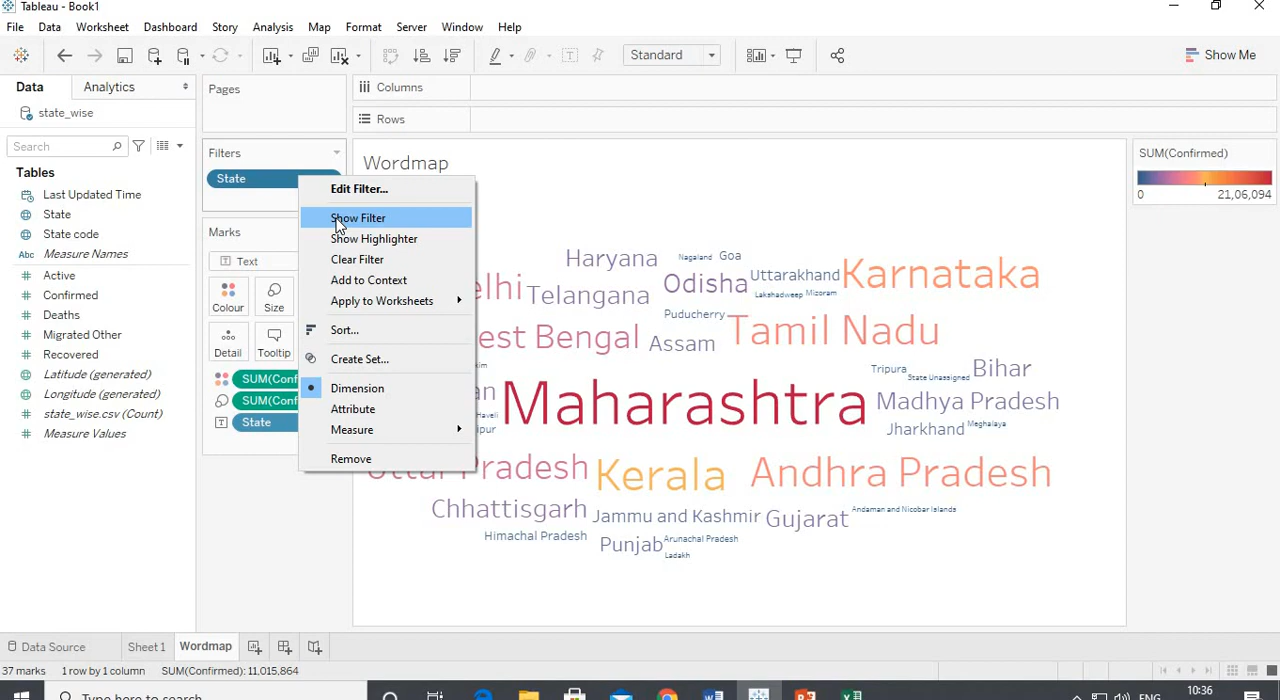 Tableau - Book1
File Data Worksheet Dashboard Story Analysis Map Format Server Window Help
Standard
Show Me
Data
Analytics
state_wise
Search
Tables
Last Updated Time
State
State code
Abc Measure Names
Active
Confirmed
Deaths
Migrated Other
Recovered
Latitude (generated)
Longitude (generated)
state_wise.csv (Count)
Measure Values
Pages
Filters
State
Marks
Text
Colour
Size
Detail
Tooltip
SUM(Conf
SUM(Conf
State
Edit Filter...
Show Filter
Show Highlighter
Clear Filter
Add to Context
Apply to Worksheets
Sort...
Create Set...
Dimension
Attribute
Measure
Remove
Columns
Rows
Wordmap
Haryana
Nagaland
Goa
elhi
Telangana
Odisha
Uttarakhand
Karnataka
Lakshadweep
Mizoram
Puducherry
est Bengal
Assam
Tamil Nadu
Tripura
State Unassigned
Bihar
Maharashtra
Madhya Pradesh
Haveli
Jharkhand
Meghalaya
Uttar Pradesh
Kerala
Andhra Pradesh
Chhattisgarh
Jammu and Kashmir
Gujarat
Andaman and Nicobar Islands
Himachal Pradesh
Punjab
Arunachal Pradesh
Ladakh
SUM(Confirmed)
0
21,06,094
Data Source
Sheet 1
Wordmap
37 marks 1 row by 1 column SUM(Confirmed): 11,015,864
Type here to search
ENG
10:36